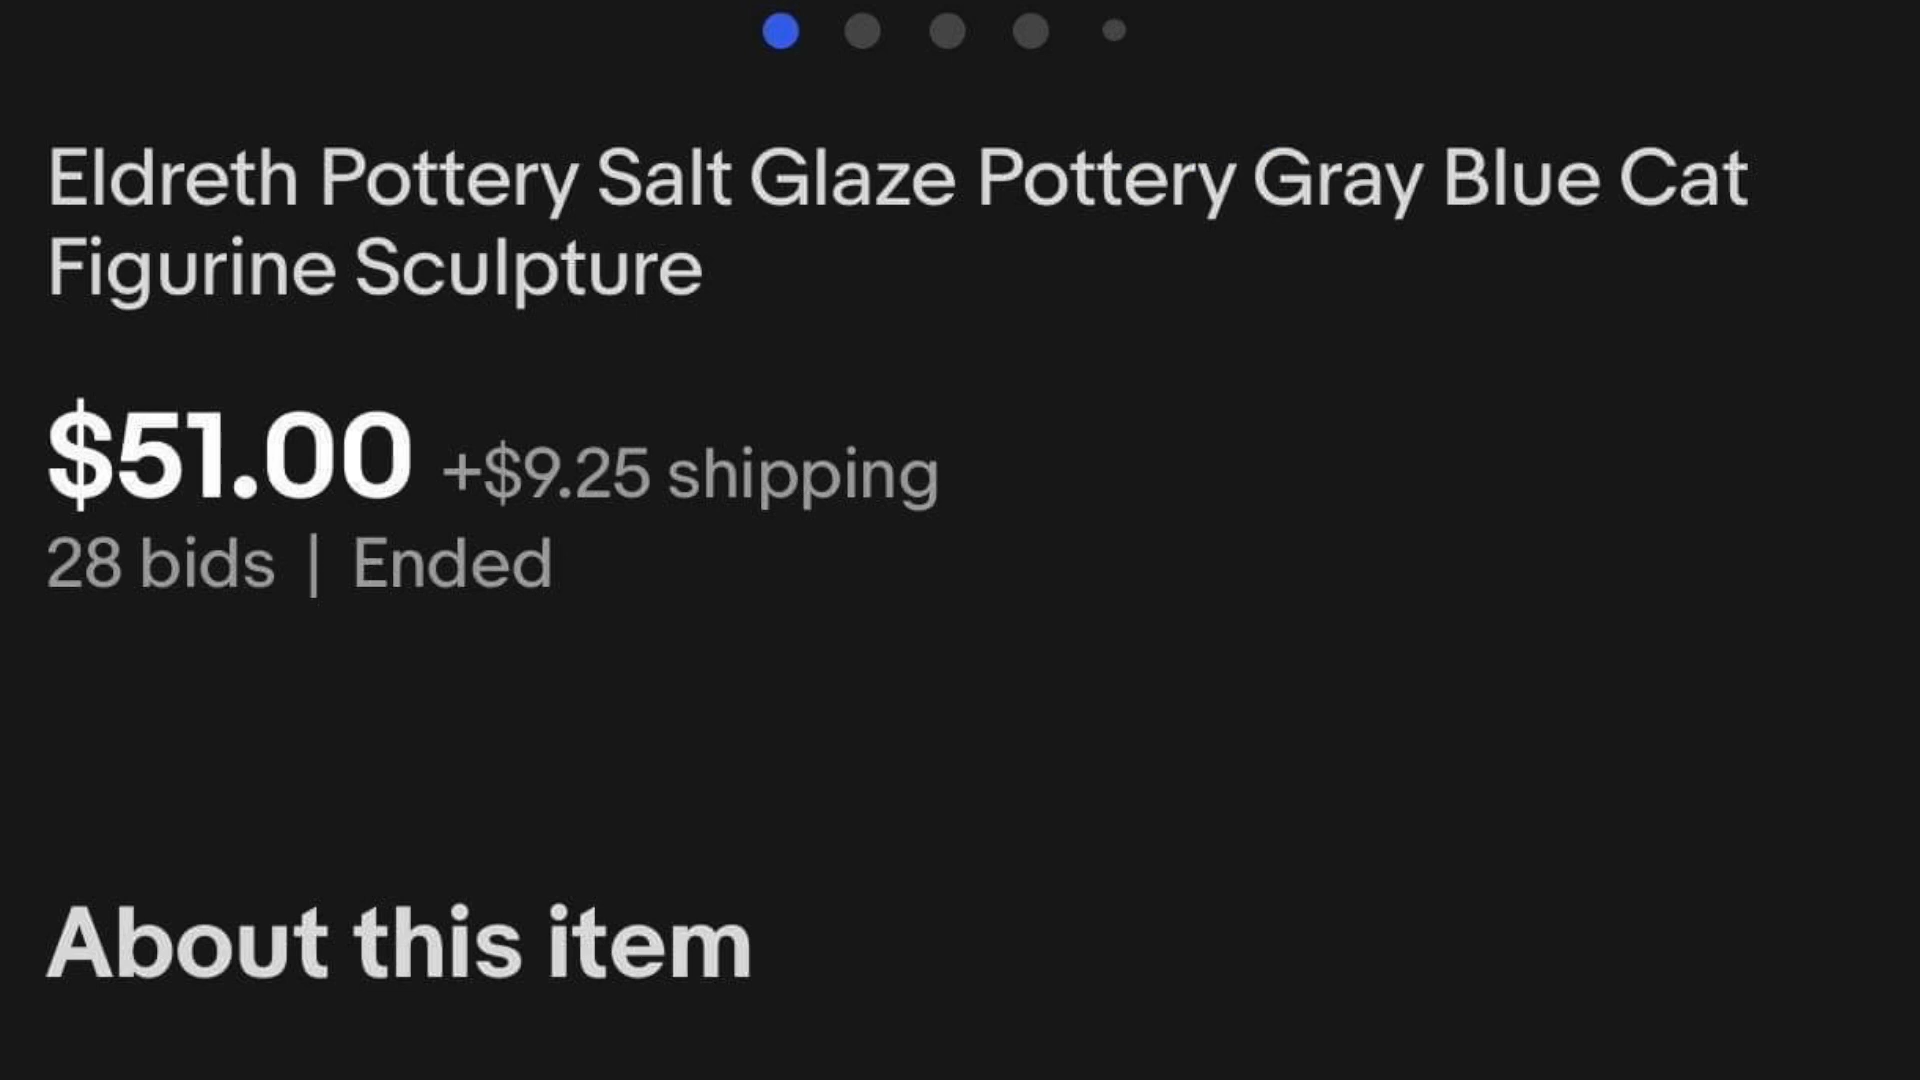 Eldreth Pottery Salt Glaze Pottery Gray Blue Cat
Figurine Sculpture
$51.00 +$9.25 shipping
28 bids | Ended
About this item